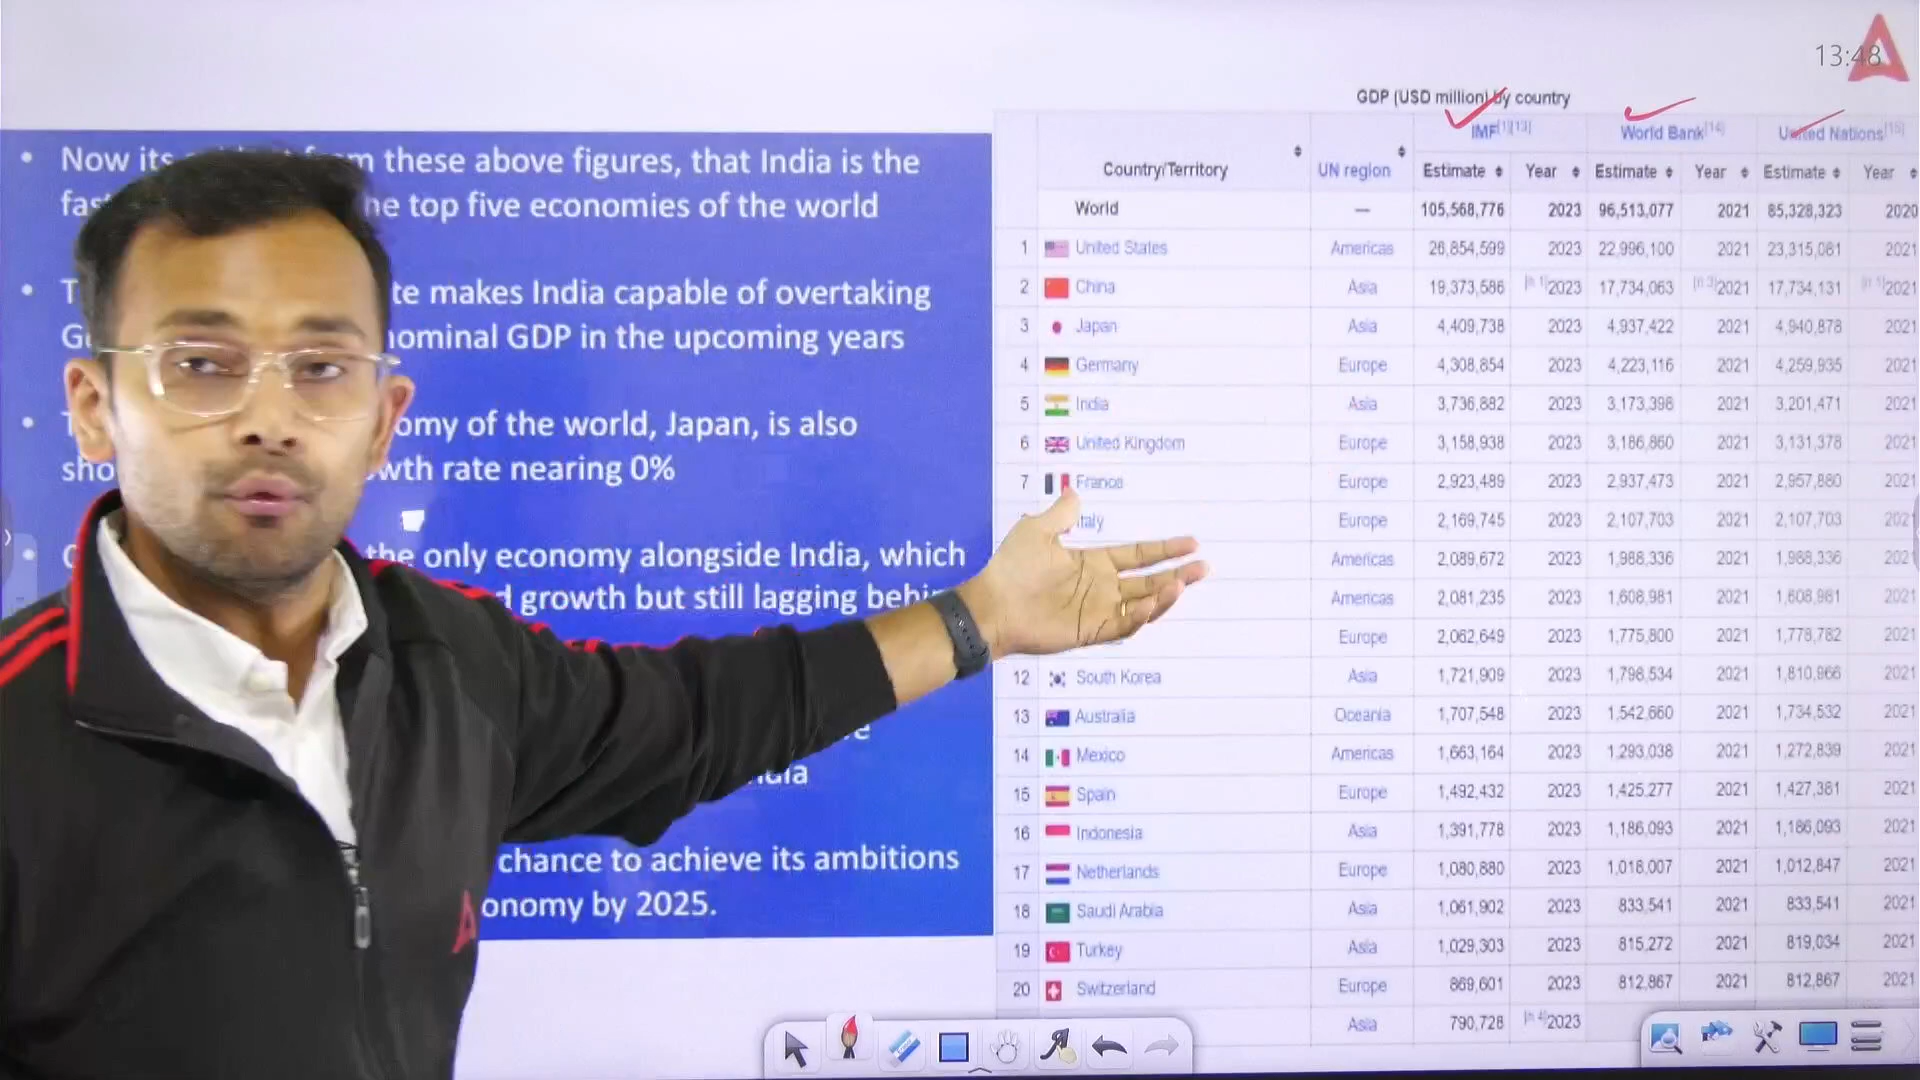 13:48
• Now its from these above figures, that India is the
he top five economies of the world
• te makes India capable of overtaking
nominal GDP in the upcoming years
• omy of the world, Japan, is also
sho wth rate nearing 0%
• the only economy alongside India, which
d growth but still lagging behin
chance to achieve its ambitions
onomy by 2025.
GDP (USD million) by country
IMF[1][13] World Bank[14] United Nations[15]
Country/Territory UN region Estimate Year Estimate Year Estimate Year
World — 105,568,776 2023 96,513,077 2021 85,328,323 2020
1 United States Americas 26,854,599 2023 22,996,100 2021 23,315,081 2021
2 China Asia 19,373,586 [n 1]2023 17,734,063 [n 3]2021 17,734,131 [n 1]2021
3 Japan Asia 4,409,738 2023 4,937,422 2021 4,940,878 2021
4 Germany Europe 4,308,854 2023 4,223,116 2021 4,259,935 2021
5 India Asia 3,736,882 2023 3,173,398 2021 3,201,471 2021
6 United Kingdom Europe 3,158,938 2023 3,186,860 2021 3,131,378 2021
7 France Europe 2,923,489 2023 2,937,473 2021 2,957,880 2021
Italy Europe 2,169,745 2023 2,107,703 2021 2,107,703 202
Americas 2,089,672 2023 1,988,336 2021 1,988,336 2021
Americas 2,081,235 2023 1,608,981 2021 1,608,981 2021
Europe 2,062,649 2023 1,775,800 2021 1,778,782 2021
12 South Korea Asia 1,721,909 2023 1,798,534 2021 1,810,966 2021
13 Australia Oceania 1,707,548 2023 1,542,660 2021 1,734,532 2021
14 Mexico Americas 1,663,164 2023 1,293,038 2021 1,272,839 2021
15 Spain Europe 1,492,432 2023 1,425,277 2021 1,427,381 2021
16 Indonesia Asia 1,391,778 2023 1,186,093 2021 1,186,093 2021
17 Netherlands Europe 1,080,880 2023 1,018,007 2021 1,012,847 2021
18 Saudi Arabia Asia 1,061,902 2023 833,541 2021 833,541 2021
19 Turkey Asia 1,029,303 2023 815,272 2021 819,034 2021
20 Switzerland Europe 869,601 2023 812,867 2021 812,867 2021
Asia 790,728 [n 4]2023